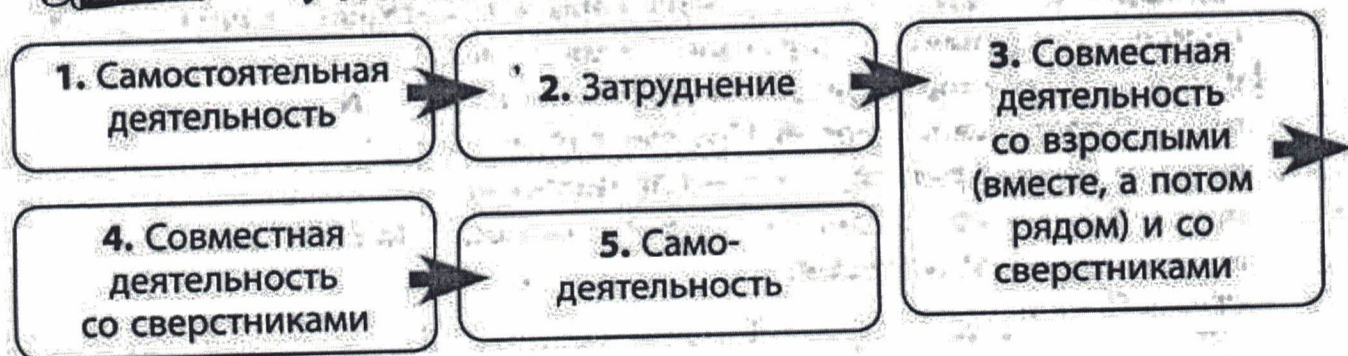 1. Самостоятельная
деятельность
2. Затруднение
3. Совместная
деятельность
со взрослыми
(вместе, а потом
рядом) и со
сверстниками
4. Совместная
деятельность
со сверстниками
5. Само-
деятельность